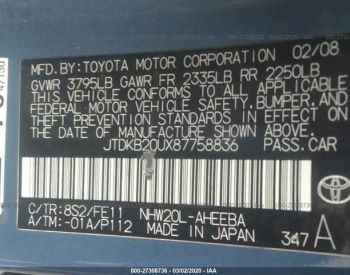 MFD. BY: TOYOTA MOTOR CORPORATION 02/08
GVWR 3795LB GAWR FR 2335LB RR 2250LB
THIS VEHICLE CONFORMS TO ALL APPLICABLE
FEDERAL MOTOR VEHICLE SAFETY, BUMPER, AND
THEFT PREVENTION STANDARDS IN EFFECT ON
THE DATE OF MANUFACTURE SHOWN ABOVE.
JTDKB20UX87758836 PASS.CAR
C/TR: 8S2/FE11 NHW20L-AHEEBA
A/TM: -01A/P112 MADE IN JAPAN 347 A
TOYOTA
000-27308736 - 03/02/2020 - IAAI